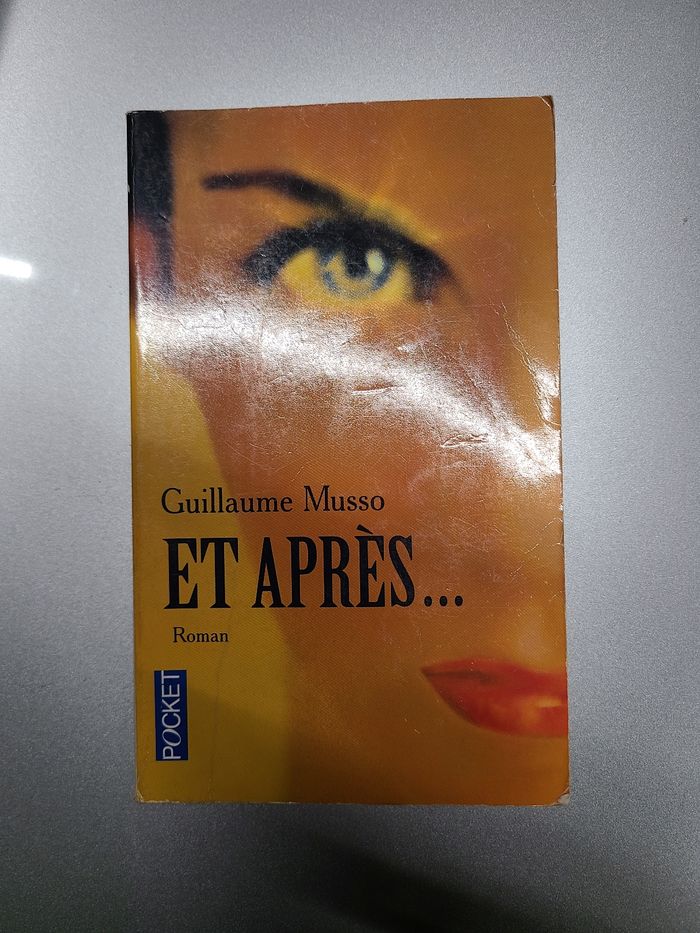 Guillaume Musso
ET APRÈS...
Roman
POCKET